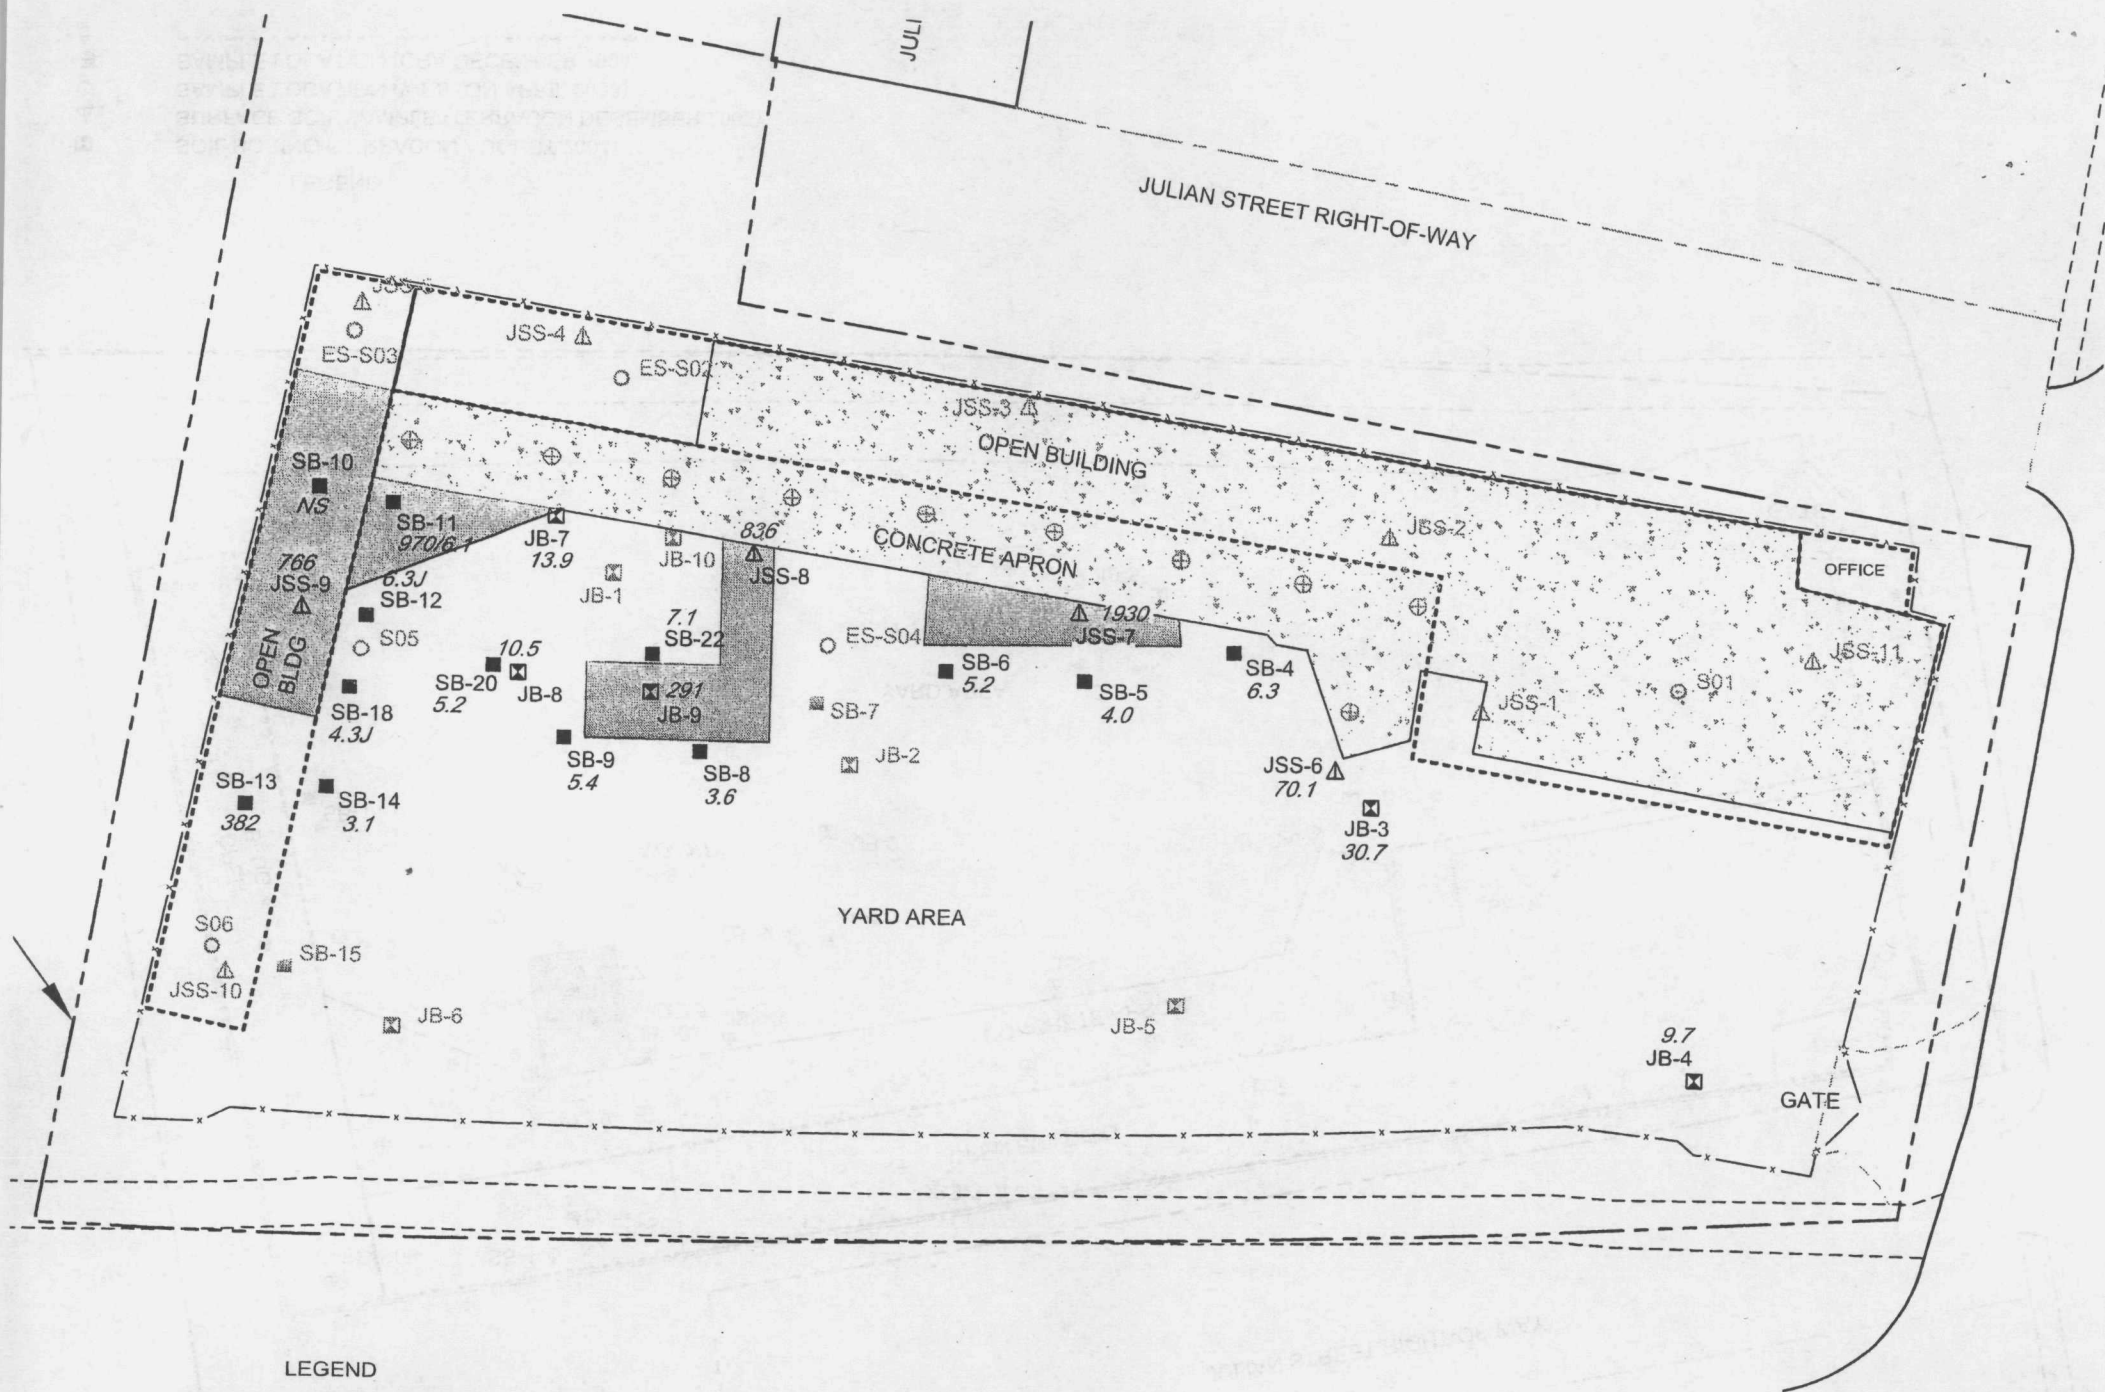 JULI
JULIAN STREET RIGHT-OF-WAY
JSS-4
ES-S03
ES-S02
JSS-3
OPEN BUILDING
SB-10
NS
SB-11
970/6.1
JB-7
13.9
JB-10
836
JSS-8
CONCRETE APRON
JSS-2
OFFICE
766
JSS-9
OPEN
BLDG
6.3J
SB-12
S05
JB-1
7.1
SB-22
ES-S04
1930
JSS-7
SB-4
6.3
JSS-11
S01
JSS-1
10.5
SB-20
5.2
JB-8
291
JB-9
SB-6
5.2
SB-5
4.0
SB-18
4.3J
SB-7
SB-9
5.4
SB-8
3.6
JB-2
JSS-6
70.1
JB-3
30.7
SB-13
382
SB-14
3.1
YARD AREA
S06
JSS-10
SB-15
JB-6
JB-5
9.7
JB-4
GATE
LEGEND